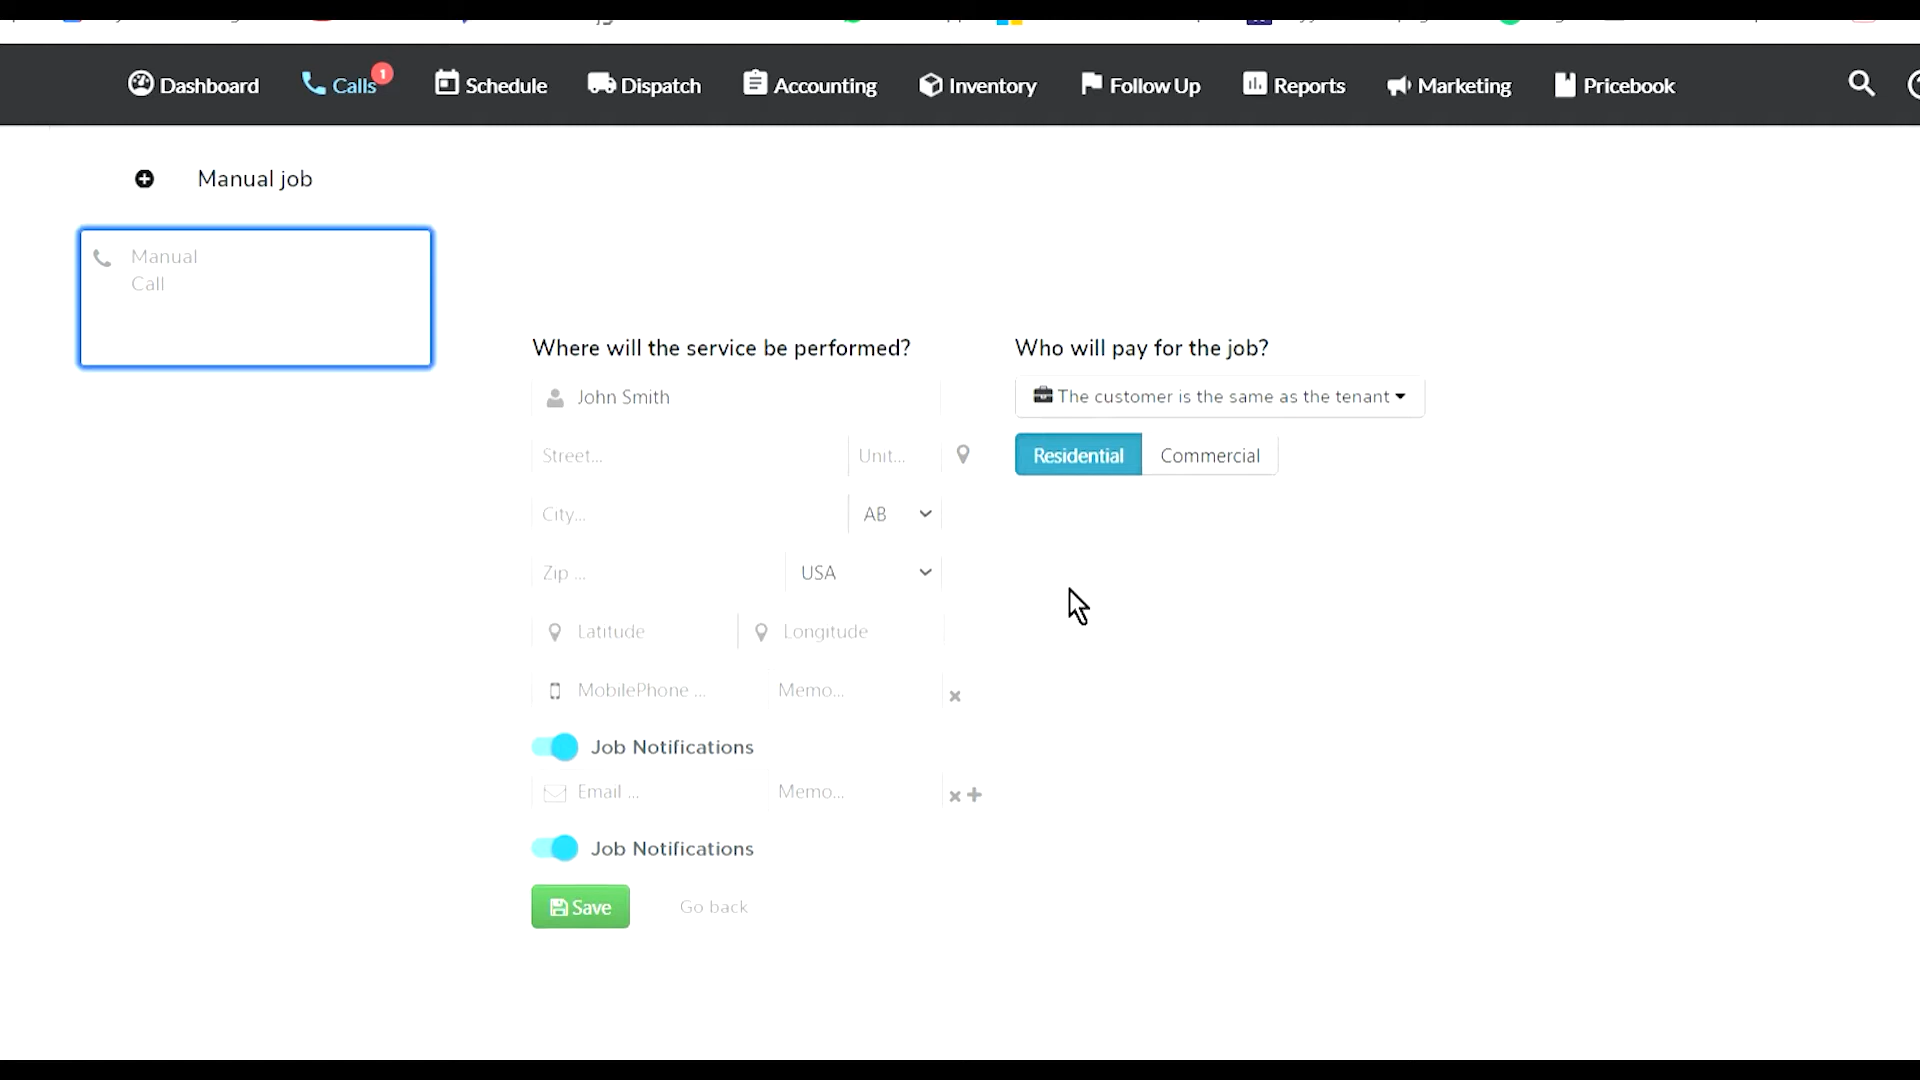 Dashboard Calls 1 Schedule Dispatch Accounting Inventory Follow Up Reports Marketing Pricebook
Manual job
Manual
Call
Where will the service be performed?
Who will pay for the job?
John Smith
The customer is the same as the tenant
Street... Unit...
Residential Commercial
City... AB
Zip ... USA
Latitude Longitude
MobilePhone ... Memo...
Job Notifications
Email ... Memo...
Job Notifications
Save Go back